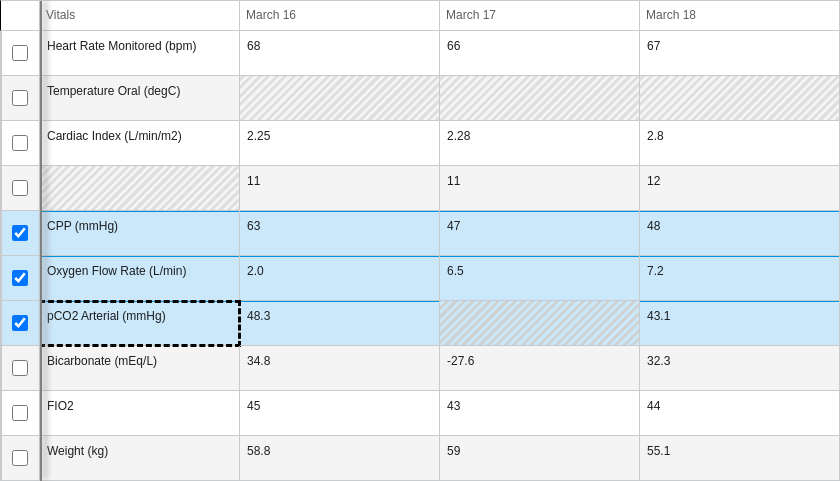 Vitals March 16 March 17 March 18
Heart Rate Monitored (bpm) 68 66 67
Temperature Oral (degC)
Cardiac Index (L/min/m2) 2.25 2.28 2.8
11 11 12
CPP (mmHg) 63 47 48
Oxygen Flow Rate (L/min) 2.0 6.5 7.2
pCO2 Arterial (mmHg) 48.3 43.1
Bicarbonate (mEq/L) 34.8 -27.6 32.3
FIO2 45 43 44
Weight (kg) 58.8 59 55.1